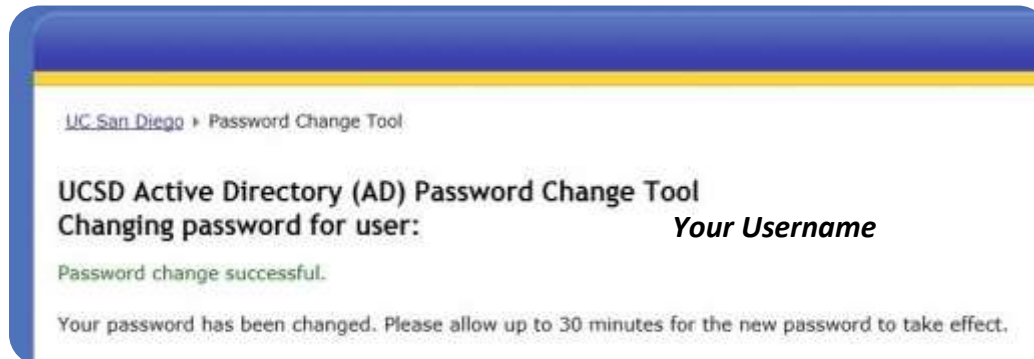 UC San Diego ▸ Password Change Tool
UCSD Active Directory (AD) Password Change Tool
Changing password for user: Your Username
Password change successful.
Your password has been changed. Please allow up to 30 minutes for the new password to take effect.